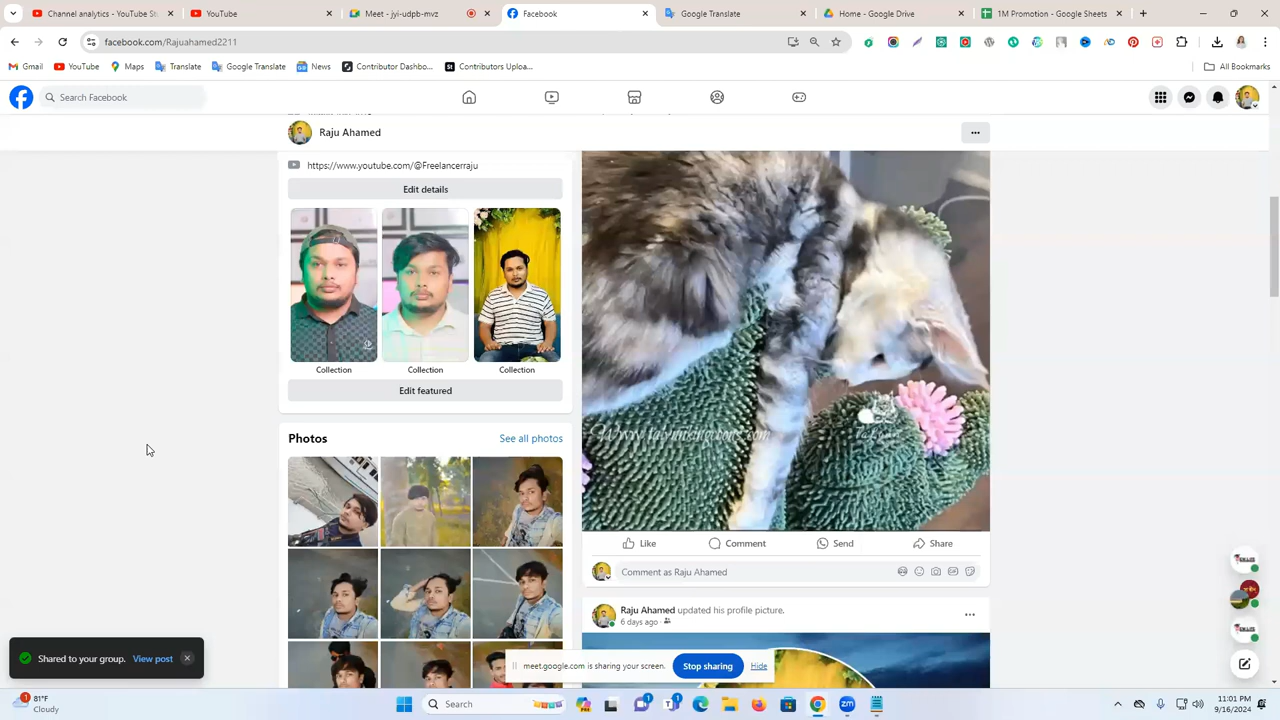 Channel analytics - YouTube St
YouTube
Meet - jyi-udpb-mvz
Facebook
Google Translate
Home - Google Drive
1M Promotion - Google Sheets
facebook.com/Rajuahamed2211
Gmail
YouTube
Maps
Translate
Google Translate
News
Contributor Dashbo...
Contributors Uploa...
All Bookmarks
Search Facebook
Raju Ahamed
https://www.youtube.com/@Freelancerraju
Edit details
Collection
Collection
Collection
Edit featured
Photos
See all photos
Like
Comment
Send
Share
Comment as Raju Ahamed
Raju Ahamed updated his profile picture.
6 days ago ·
Shared to your group.
View post
meet.google.com is sharing your screen.
Stop sharing
Hide
81°F
Cloudy
Search
11:01 PM
9/16/2024